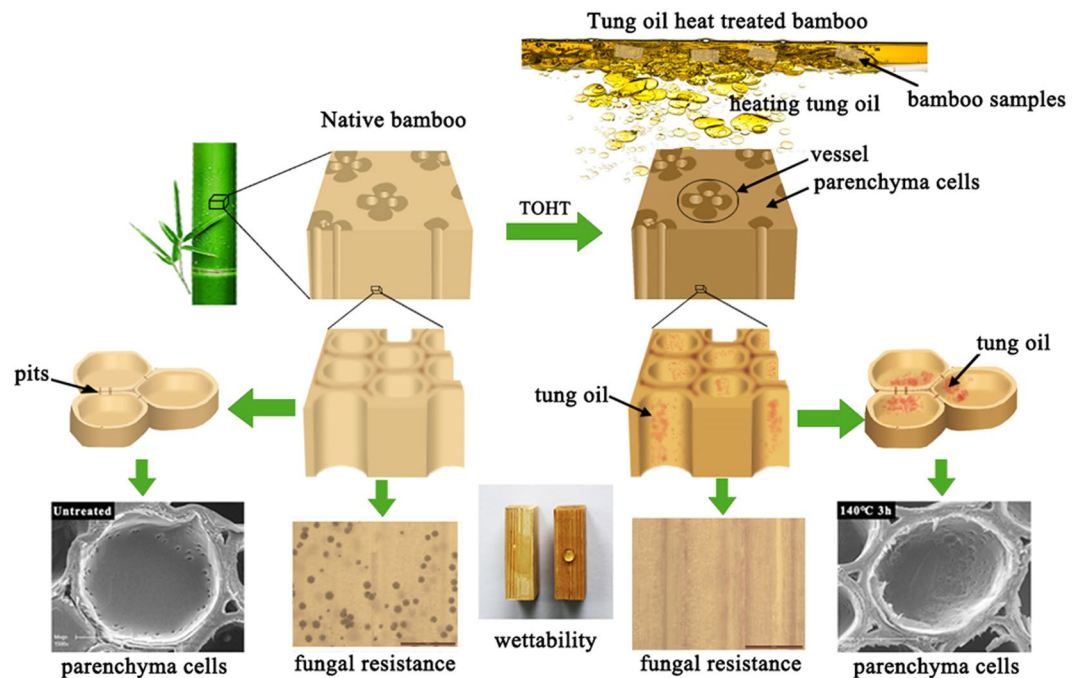 Tung oil heat treated bamboo
heating tung oil
bamboo samples
Native bamboo
vessel
parenchyma cells
TOHT
pits
tung oil
tung oil
Untreated
140℃ 3h
parenchyma cells
fungal resistance
wettability
fungal resistance
parenchyma cells